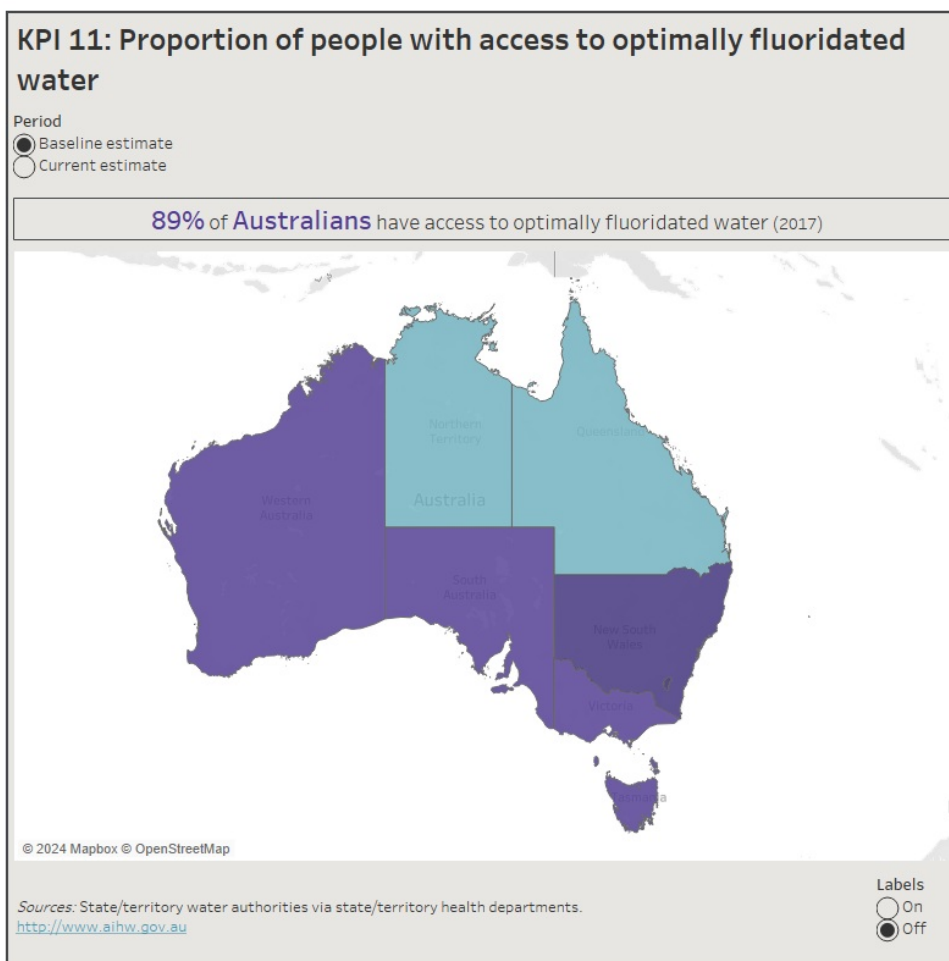 KPI 11: Proportion of people with access to optimally fluoridated
water
Period
Baseline estimate
Current estimate
89% of Australians have access to optimally fluoridated water (2017)
Northern
Territory
Queensland
Australia
Western
Australia
South
Australia
New South
Wales
Victoria
Tasmania
© 2024 Mapbox © OpenStreetMap
Sources: State/territory water authorities via state/territory health departments.
http://www.aihw.gov.au
Labels
On
Off